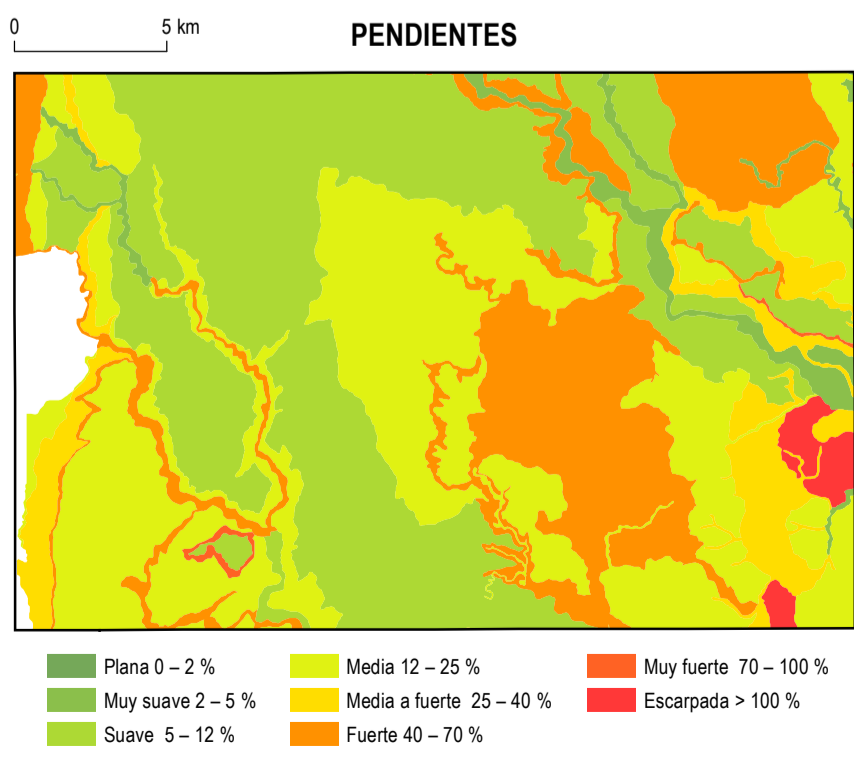 0 5 km
PENDIENTES
Plana 0 – 2 %
Muy suave 2 – 5 %
Suave 5 – 12 %
Media 12 – 25 %
Media a fuerte 25 – 40 %
Fuerte 40 – 70 %
Muy fuerte 70 – 100 %
Escarpada > 100 %